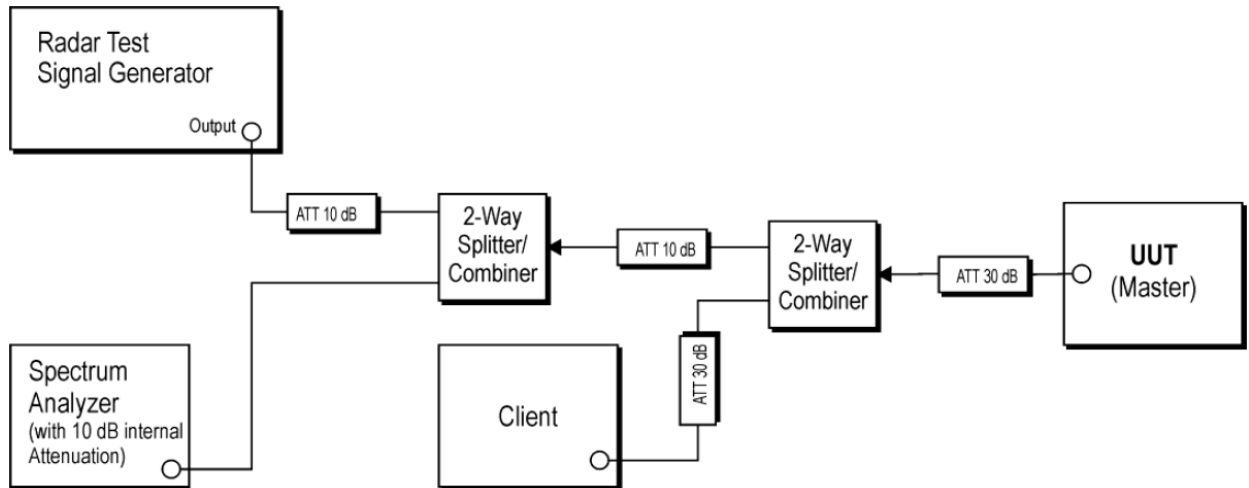 Radar Test
Signal Generator
Output
ATT 10 dB
2-Way
Splitter/
Combiner
ATT 10 dB
2-Way
Splitter/
Combiner
ATT 30 dB
UUT
(Master)
Spectrum
Analyzer
(with 10 dB internal
Attenuation)
Client
ATT 30 dB